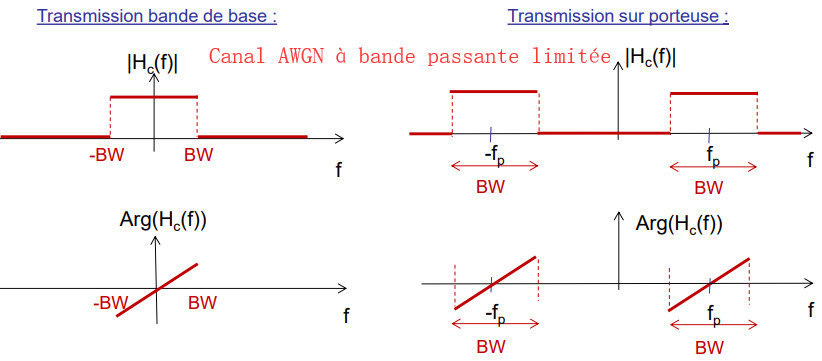 Transmission bande de base :
Transmission sur porteuse :
Canal AWGN à bande passante limitée
|Hc(f)|
|Hc(f)|
-BW
BW
f
-fp
fp
f
BW
BW
Arg(Hc(f))
Arg(Hc(f))
-BW
BW
f
-fp
fp
f
BW
BW